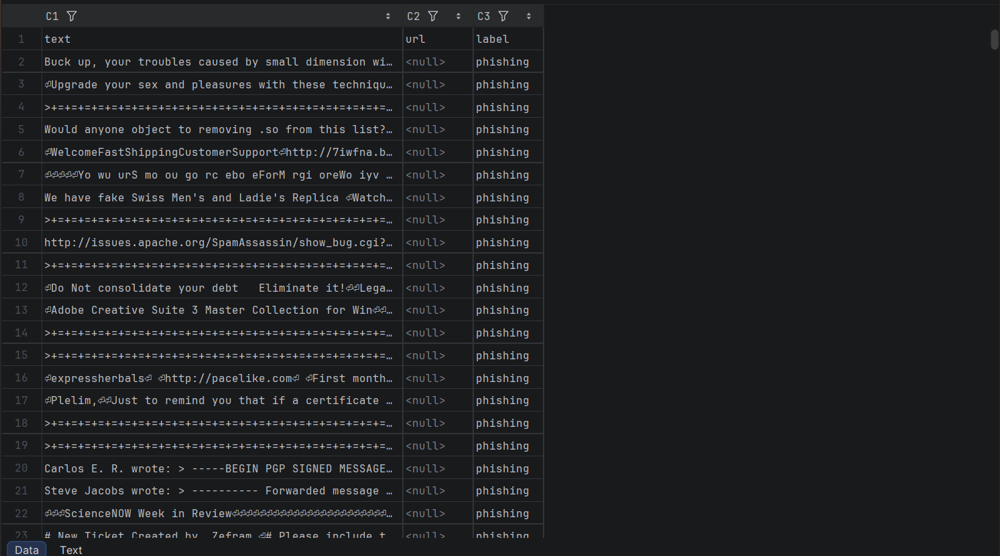 C1 C2 C3
1 text url label
2 Buck up, your troubles caused by small dimension wi… <null> phishing
3 ⏎Upgrade your sex and pleasures with these techniqu… <null> phishing
4 >+=+=+=+=+=+=+=+=+=+=+=+=+=+=+=+=+=+=+=+=+=+=+=+=+=… <null> phishing
5 Would anyone object to removing .so from this list?… <null> phishing
6 ⏎WelcomeFastShippingCustomerSupport⏎http://7iwfna.b… <null> phishing
7 ⏎⏎⏎⏎⏎Yo wu urS mo ou go rc ebo eForM rgi oreWo iyv … <null> phishing
8 We have fake Swiss Men's and Ladie's Replica ⏎Watch… <null> phishing
9 >+=+=+=+=+=+=+=+=+=+=+=+=+=+=+=+=+=+=+=+=+=+=+=+=+=… <null> phishing
10 http://issues.apache.org/SpamAssassin/show_bug.cgi?… <null> phishing
11 >+=+=+=+=+=+=+=+=+=+=+=+=+=+=+=+=+=+=+=+=+=+=+=+=+=… <null> phishing
12 ⏎Do Not consolidate your debt   Eliminate it!⏎⏎Lega… <null> phishing
13 ⏎Adobe Creative Suite 3 Master Collection for Win⏎⏎… <null> phishing
14 >+=+=+=+=+=+=+=+=+=+=+=+=+=+=+=+=+=+=+=+=+=+=+=+=+=… <null> phishing
15 >+=+=+=+=+=+=+=+=+=+=+=+=+=+=+=+=+=+=+=+=+=+=+=+=+=… <null> phishing
16 ⏎expressherbals⏎ ⏎http://pacelike.com⏎ ⏎First month… <null> phishing
17 ⏎Plelim,⏎⏎Just to remind you that if a certificate … <null> phishing
18 >+=+=+=+=+=+=+=+=+=+=+=+=+=+=+=+=+=+=+=+=+=+=+=+=+=… <null> phishing
19 >+=+=+=+=+=+=+=+=+=+=+=+=+=+=+=+=+=+=+=+=+=+=+=+=+=… <null> phishing
20 Carlos E. R. wrote: > -----BEGIN PGP SIGNED MESSAGE… <null> phishing
21 Steve Jacobs wrote: > ---------- Forwarded message … <null> phishing
22 ⏎⏎⏎ScienceNOW Week in Review⏎⏎⏎⏎⏎⏎⏎⏎⏎⏎⏎⏎⏎⏎⏎⏎⏎⏎⏎⏎⏎⏎⏎… <null> phishing
23 # New Ticket Created by  Zefram ⏎# Please include t… <null> phishing
Data Text